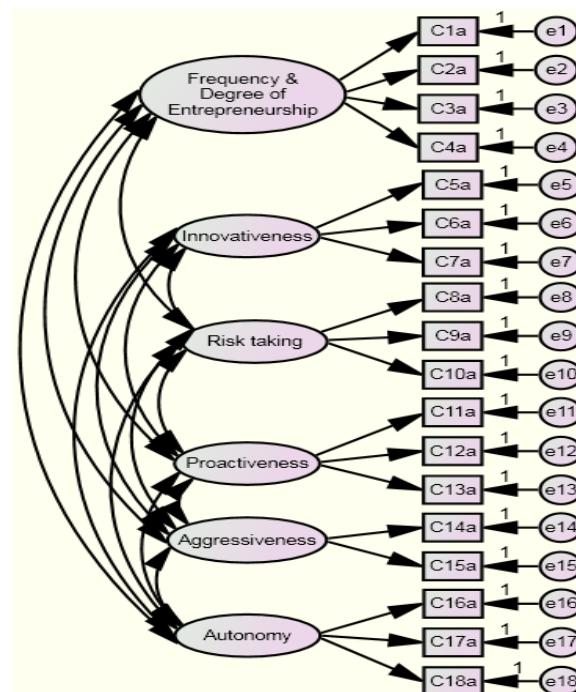 1
C1a
e1
Frequency &
Degree of
Entrepreneurship
1
C2a
e2
1
C3a
e3
1
C4a
e4
1
C5a
e5
Innovativeness
1
C6a
e6
1
C7a
e7
1
C8a
e8
Risk taking
1
C9a
e9
1
C10a
e10
1
C11a
e11
Proactiveness
1
C12a
e12
1
C13a
e13
1
C14a
e14
Aggressiveness
1
C15a
e15
1
C16a
e16
Autonomy
1
C17a
e17
1
C18a
e18